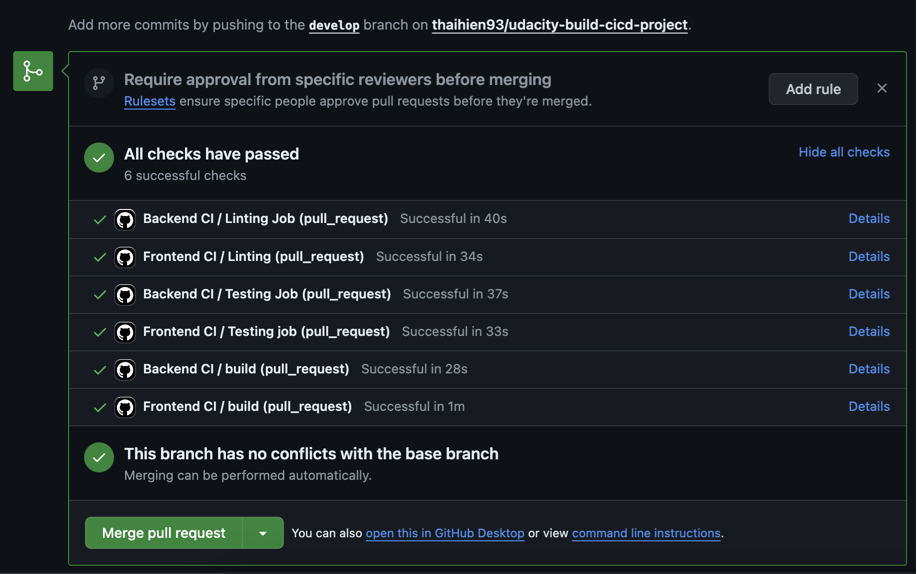 Add more commits by pushing to the develop branch on thaihien93/udacity-build-cicd-project.
Require approval from specific reviewers before merging
Rulesets ensure specific people approve pull requests before they're merged.
Add rule
All checks have passed
6 successful checks
Hide all checks
Backend CI / Linting Job (pull_request) Successful in 40s Details
Frontend CI / Linting (pull_request) Successful in 34s Details
Backend CI / Testing Job (pull_request) Successful in 37s Details
Frontend CI / Testing job (pull_request) Successful in 33s Details
Backend CI / build (pull_request) Successful in 28s Details
Frontend CI / build (pull_request) Successful in 1m Details
This branch has no conflicts with the base branch
Merging can be performed automatically.
Merge pull request You can also open this in GitHub Desktop or view command line instructions.